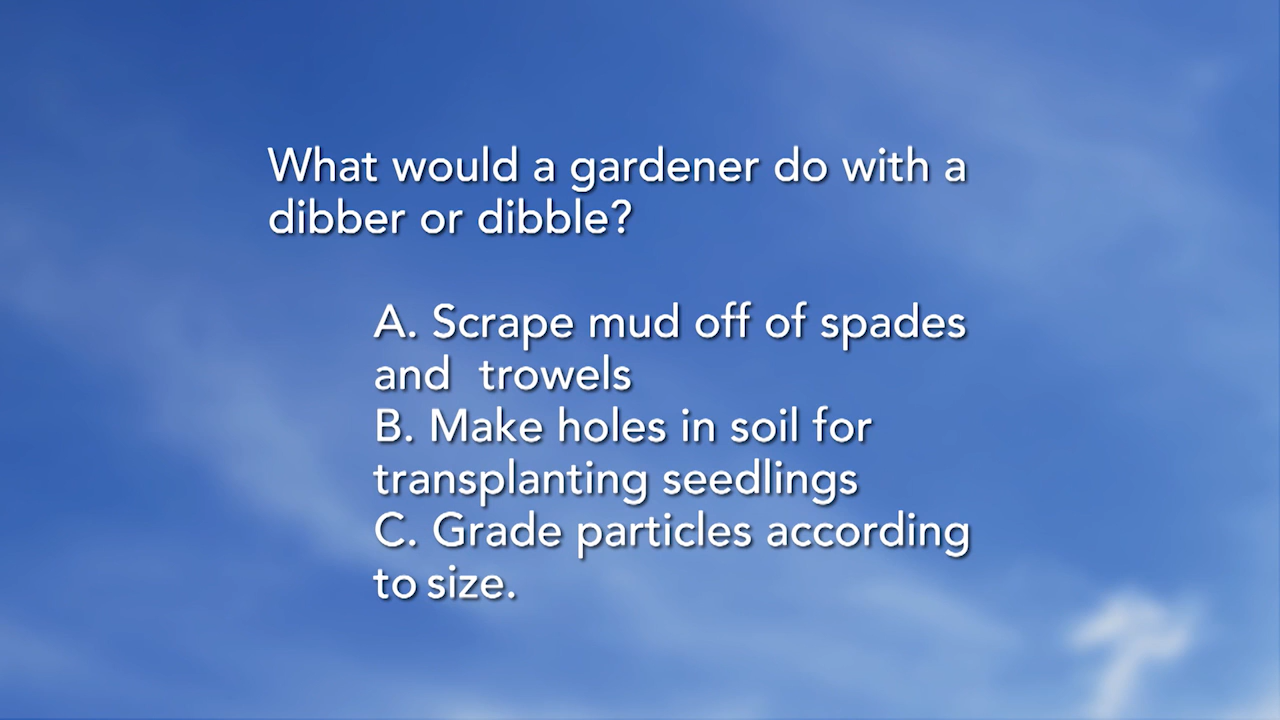 What would a gardener do with a
dibber or dibble?
A. Scrape mud off of spades
and trowels
B. Make holes in soil for
transplanting seedlings
C. Grade particles according
to size.